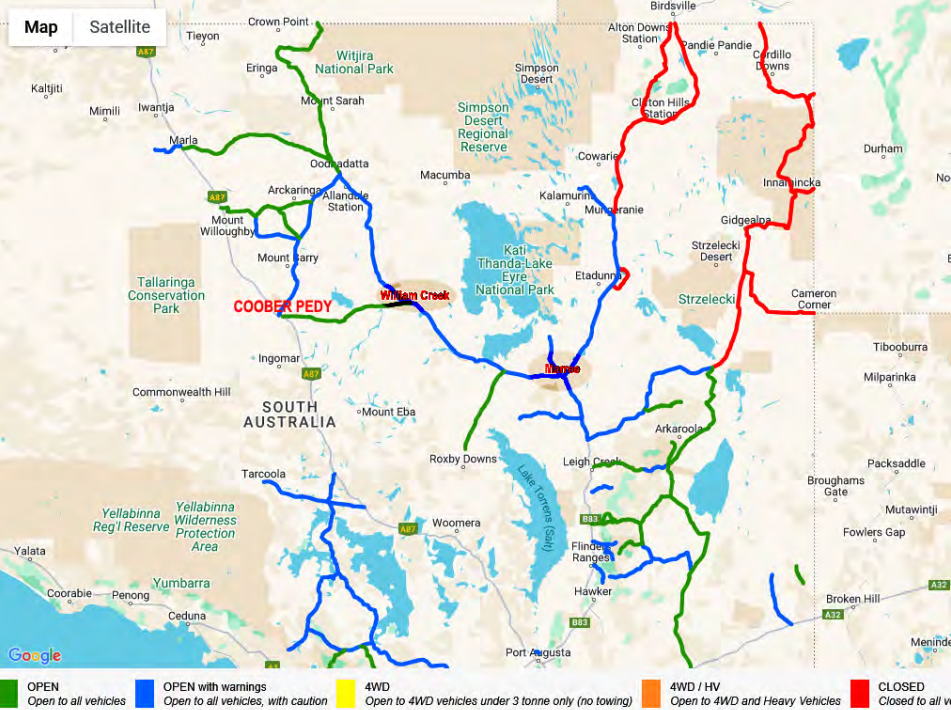 Map
Satellite
Birdsville
Crown Point
Tieyon
A87
Alton Downs
Station
Pandie Pandie
Cordillo
Downs
Witjira
National Park
Eringa
Simpson
Desert
Kaltjiti
Mimili
Iwantja
Mount Sarah
Simpson
Desert
Regional
Reserve
Clifton Hills
Station
Marla
Durham
Oodnadatta
Cowarie
Macumba
Innamincka
No
A87
Arckaringa
Allandale
Station
Kalamurina
Mungeranie
Mount
Willoughby
Gidgealpa
Kati
Thanda-Lake
Eyre
National Park
Strzelecki
Desert
Mount Barry
Etadunna
Tallaringa
Conservation
Park
William Creek
COOBER PEDY
Strzelecki
Cameron
Corner
Tibooburra
Ingomar
A87
Marree
Milparinka
Commonwealth Hill
SOUTH
AUSTRALIA
Mount Eba
Arkaroola
Roxby Downs
Leigh Creek
Packsaddle
Tarcoola
Lake Torrens (Salt)
Broughams
Gate
Yellabinna
Reg'l Reserve
Yellabinna
Wilderness
Protection
Area
Mutawintji
B83
A87
Woomera
Fowlers Gap
Yalata
Flinders
Ranges
Yumbarra
Coorabie
Penong
Hawker
Broken Hill
A32
A32
Ceduna
B83
Menindee
Google
A1
Port Augusta
OPEN
Open to all vehicles
OPEN with warnings
Open to all vehicles, with caution
4WD
Open to 4WD vehicles under 3 tonne only (no towing)
4WD / HV
Open to 4WD and Heavy Vehicles
CLOSED
Closed to all v